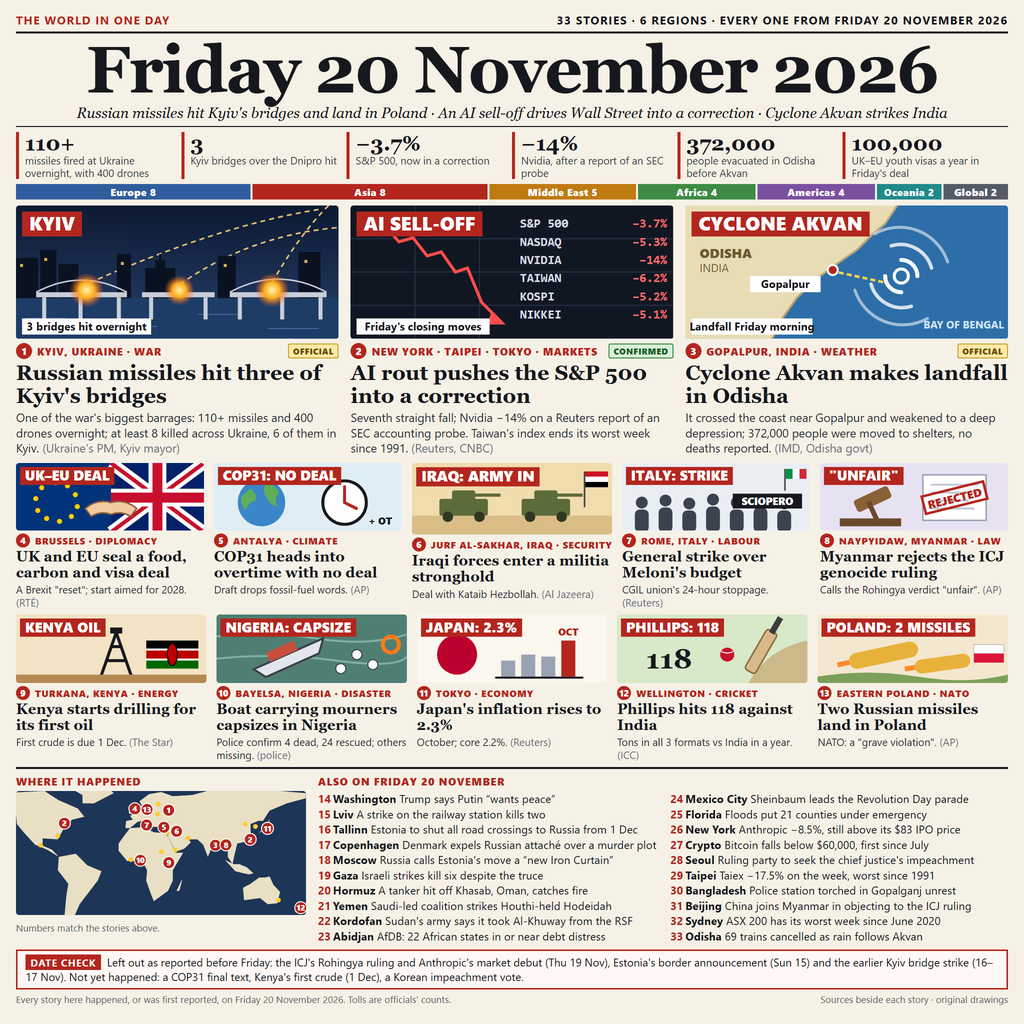 THE WORLD IN ONE DAY
33 STORIES · 6 REGIONS · EVERY ONE FROM FRIDAY 20 NOVEMBER 2026
Friday 20 November 2026
Russian missiles hit Kyiv's bridges and land in Poland · An AI sell-off drives Wall Street into a correction · Cyclone Akvan strikes India
110+
missiles fired at Ukraine
overnight, with 400 drones
3
Kyiv bridges over the Dnipro hit
−3.7%
S&P 500, now in a correction
−14%
Nvidia, after a report of an SEC
probe
372,000
people evacuated in Odisha
before Akvan
100,000
UK–EU youth visas a year in
Friday's deal
Europe 8
Asia 8
Middle East 5
Africa 4
Americas 4
Oceania 2
Global 2
KYIV
3 bridges hit overnight
AI SELL-OFF
S&P 500 −3.7%
NASDAQ −5.3%
NVIDIA −14%
TAIWAN −6.2%
KOSPI −5.2%
NIKKEI −5.1%
Friday's closing moves
CYCLONE AKVAN
ODISHA
INDIA
Gopalpur
Landfall Friday morning
BAY OF BENGAL
1 KYIV, UKRAINE · WAR
OFFICIAL
Russian missiles hit three of
Kyiv's bridges
One of the war's biggest barrages: 110+ missiles and 400
drones overnight; at least 8 killed across Ukraine, 6 of them in
Kyiv. (Ukraine's PM, Kyiv mayor)
2 NEW YORK · TAIPEI · TOKYO · MARKETS
CONFIRMED
AI rout pushes the S&P 500
into a correction
Seventh straight fall; Nvidia −14% on a Reuters report of an
SEC accounting probe. Taiwan's index ends its worst week
since 1991. (Reuters, CNBC)
3 GOPALPUR, INDIA · WEATHER
OFFICIAL
Cyclone Akvan makes landfall
in Odisha
It crossed the coast near Gopalpur and weakened to a deep
depression; 372,000 people were moved to shelters, no
deaths reported. (IMD, Odisha govt)
UK–EU DEAL
4 BRUSSELS · DIPLOMACY
UK and EU seal a food,
carbon and visa deal
A Brexit "reset"; start aimed for 2028.
(RTÉ)
COP31: NO DEAL
+ OT
5 ANTALYA · CLIMATE
COP31 heads into
overtime with no deal
Draft drops fossil-fuel words. (AP)
IRAQ: ARMY IN
6 JURF AL-SAKHAR, IRAQ · SECURITY
Iraqi forces enter a militia
stronghold
Deal with Kataib Hezbollah. (Al Jazeera)
ITALY: STRIKE
SCIOPERO
7 ROME, ITALY · LABOUR
General strike over
Meloni's budget
CGIL union's 24-hour stoppage.
(Reuters)
"UNFAIR"
REJECTED
8 NAYPYIDAW, MYANMAR · LAW
Myanmar rejects the ICJ
genocide ruling
Calls the Rohingya verdict "unfair". (AP)
KENYA OIL
9 TURKANA, KENYA · ENERGY
Kenya starts drilling for
its first oil
First crude is due 1 Dec. (The Star)
NIGERIA: CAPSIZE
10 BAYELSA, NIGERIA · DISASTER
Boat carrying mourners
capsizes in Nigeria
Police confirm 4 dead, 24 rescued; others
missing. (police)
JAPAN: 2.3%
OCT
11 TOKYO · ECONOMY
Japan's inflation rises to
2.3%
October; core 2.2%. (Reuters)
PHILLIPS: 118
118
12 WELLINGTON · CRICKET
Phillips hits 118 against
India
Tons in all 3 formats vs India in a year.
(ICC)
POLAND: 2 MISSILES
13 EASTERN POLAND · NATO
Two Russian missiles
land in Poland
NATO: a "grave violation". (AP)
WHERE IT HAPPENED
2
4
13
1
7
5
6
10
9
3
8
2
11
12
Numbers match the stories above.
ALSO ON FRIDAY 20 NOVEMBER
14 Washington Trump says Putin "wants peace"
15 Lviv A strike on the railway station kills two
16 Tallinn Estonia to shut all road crossings to Russia from 1 Dec
17 Copenhagen Denmark expels Russian attaché over a murder plot
18 Moscow Russia calls Estonia's move a "new Iron Curtain"
19 Gaza Israeli strikes kill six despite the truce
20 Hormuz A tanker hit off Khasab, Oman, catches fire
21 Yemen Saudi-led coalition strikes Houthi-held Hodeidah
22 Kordofan Sudan's army says it took Al-Khuway from the RSF
23 Abidjan AfDB: 22 African states in or near debt distress
24 Mexico City Sheinbaum leads the Revolution Day parade
25 Florida Floods put 21 counties under emergency
26 New York Anthropic −8.5%, still above its $83 IPO price
27 Crypto Bitcoin falls below $60,000, first since July
28 Seoul Ruling party to seek the chief justice's impeachment
29 Taipei Taiex −17.5% on the week, worst since 1991
30 Bangladesh Police station torched in Gopalganj unrest
31 Beijing China joins Myanmar in objecting to the ICJ ruling
32 Sydney ASX 200 has its worst week since June 2020
33 Odisha 69 trains cancelled as rain follows Akvan
DATE CHECK Left out as reported before Friday: the ICJ's Rohingya ruling and Anthropic's market debut (Thu 19 Nov), Estonia's border announcement (Sun 15) and the earlier Kyiv bridge strike (16–
17 Nov). Not yet happened: a COP31 final text, Kenya's first crude (1 Dec), a Korean impeachment vote.
Every story here happened, or was first reported, on Friday 20 November 2026. Tolls are officials' counts.
Sources beside each story · original drawings